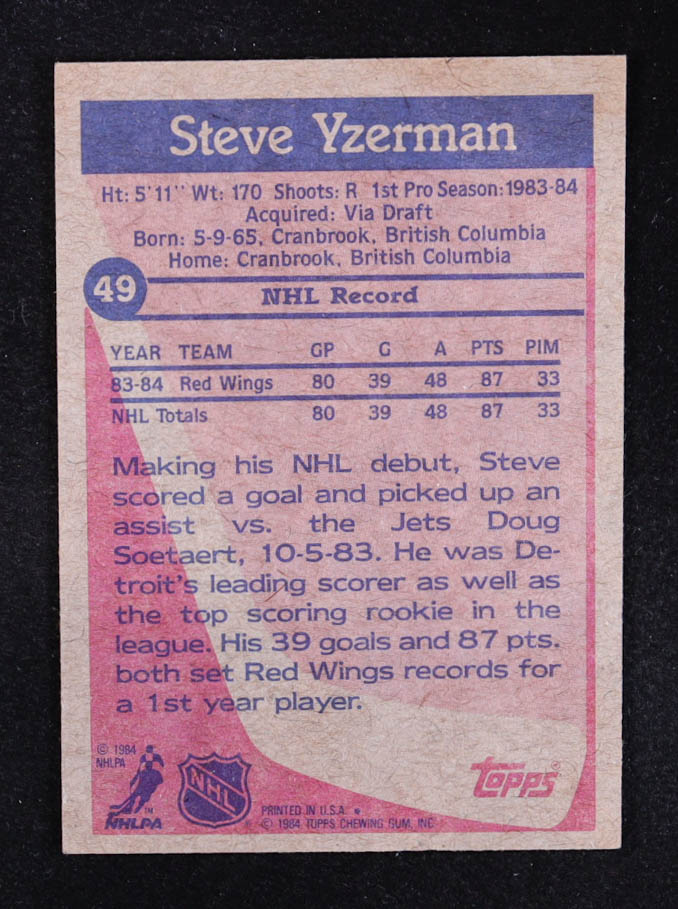 Steve Yzerman
Ht: 5'11" Wt: 170 Shoots: R 1st Pro Season: 1983-84
Acquired: Via Draft
Born: 5-9-65, Cranbrook, British Columbia
Home: Cranbrook, British Columbia
49 NHL Record
YEAR TEAM GP G A PTS PIM
83-84 Red Wings 80 39 48 87 33
NHL Totals 80 39 48 87 33
Making his NHL debut, Steve
scored a goal and picked up an
assist vs. the Jets Doug
Soetaert, 10-5-83. He was De-
troit's leading scorer as well as
the top scoring rookie in the
league. His 39 goals and 87 pts.
both set Red Wings records for
a 1st year player.
© 1984
NHLPA
NHLPA ™
NHL
Topps ®
PRINTED IN U.S.A. *
© 1984 TOPPS CHEWING GUM, INC.